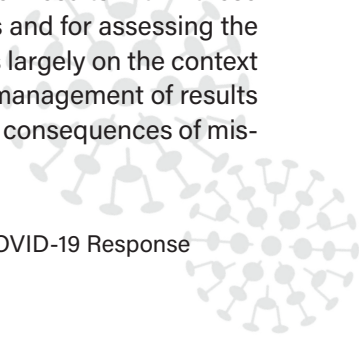 s and for assessing the
s largely on the context
management of results
consequences of mis-
OVID-19 Response